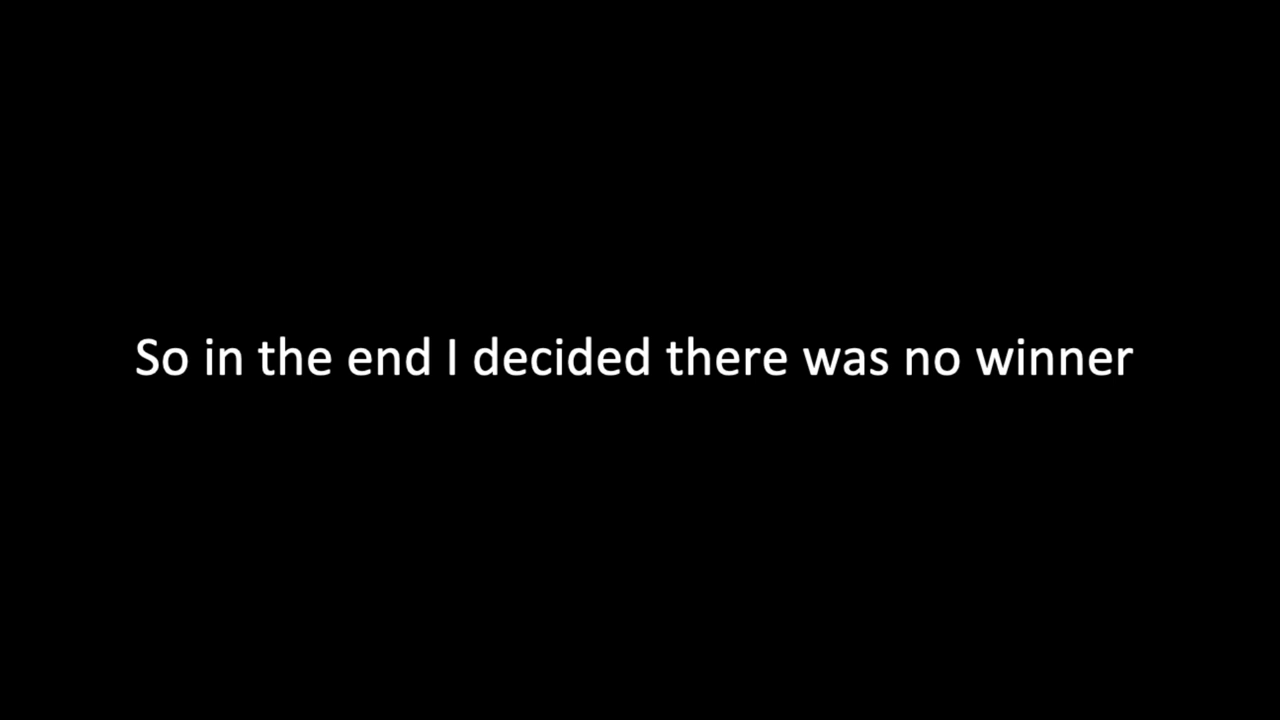 So in the end I decided there was no winner